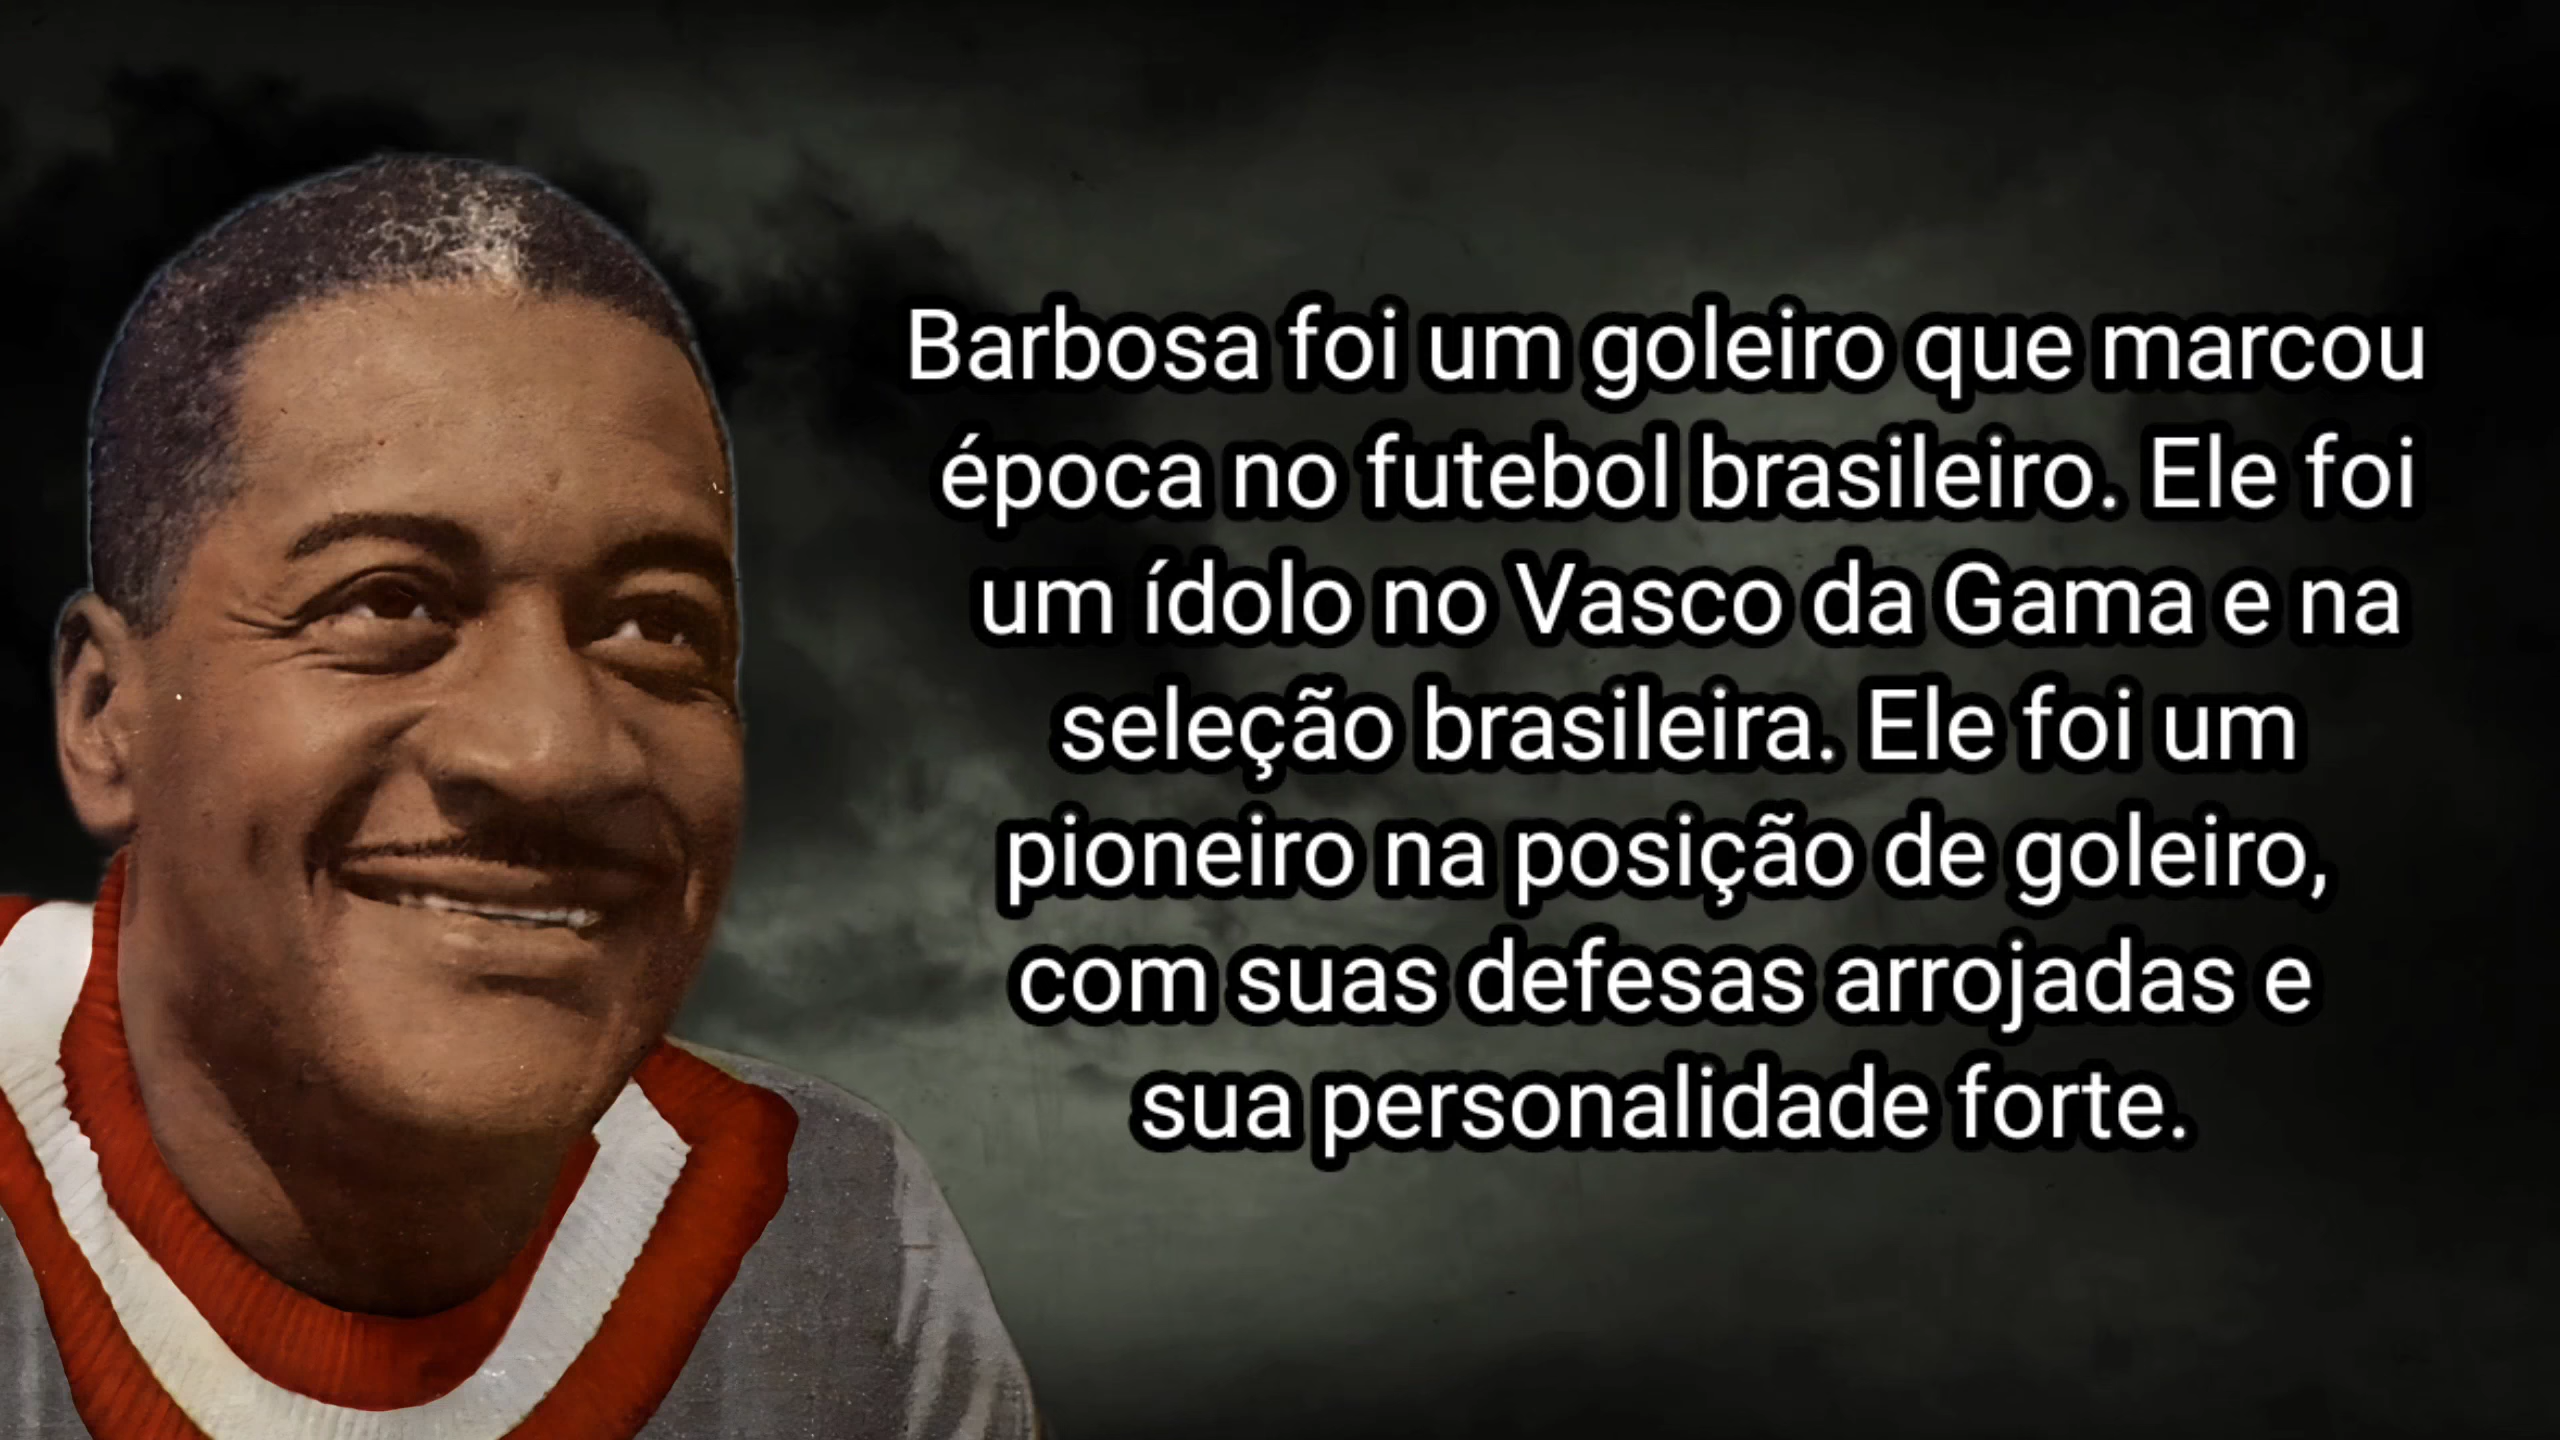 Barbosa foi um goleiro que marcou
época no futebol brasileiro. Ele foi
um ídolo no Vasco da Gama e na
seleção brasileira. Ele foi um
pioneiro na posição de goleiro,
com suas defesas arrojadas e
sua personalidade forte.